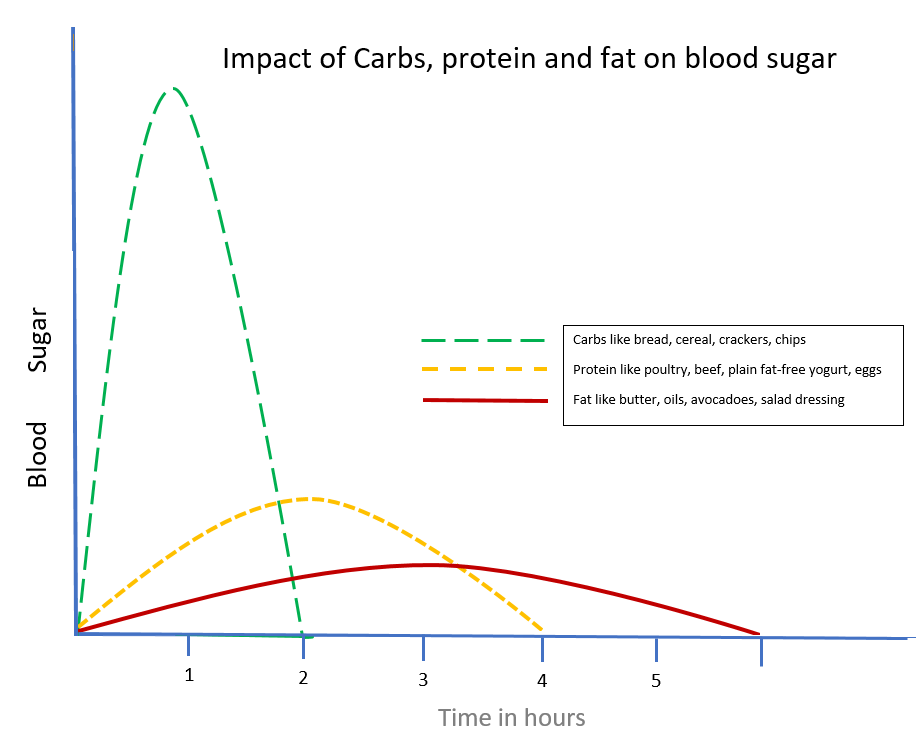 Impact of Carbs, protein and fat on blood sugar
Blood Sugar
Carbs like bread, cereal, crackers, chips
Protein like poultry, beef, plain fat-free yogurt, eggs
Fat like butter, oils, avocadoes, salad dressing
1 2 3 4 5
Time in hours